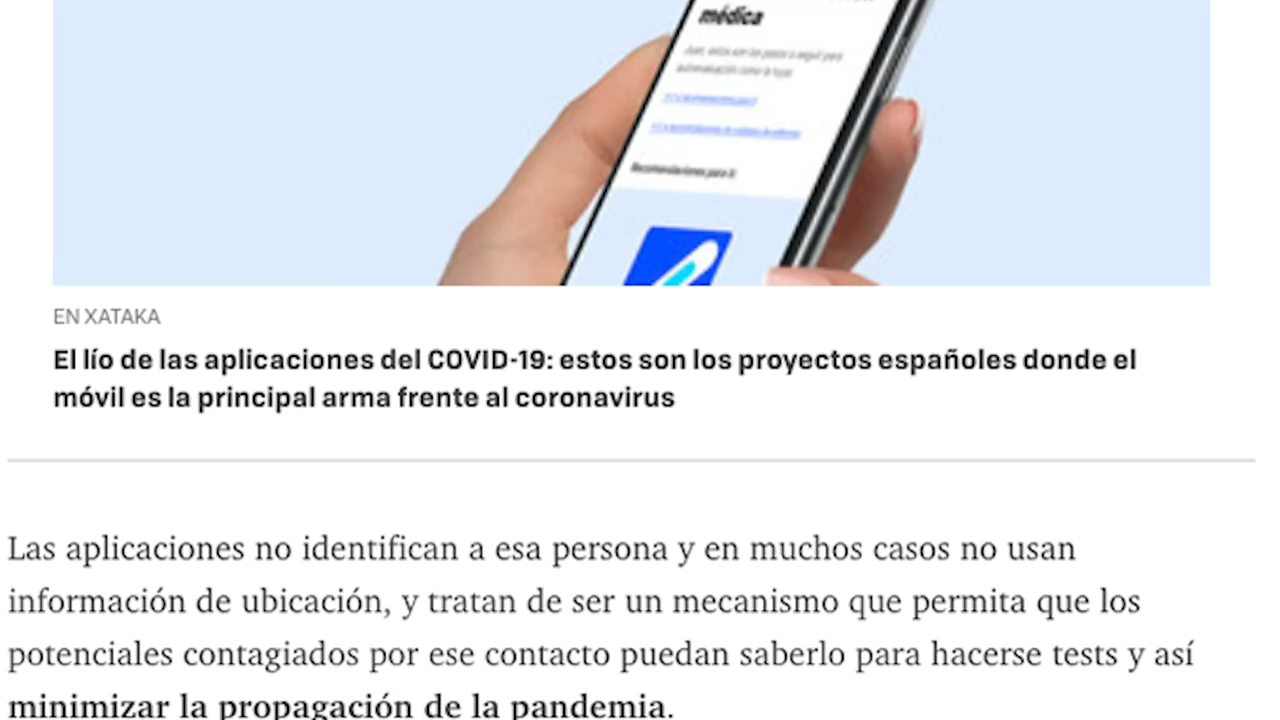 médica
Recomendaciones para ti
EN XATAKA
El lío de las aplicaciones del COVID-19: estos son los proyectos españoles donde el
móvil es la principal arma frente al coronavirus
Las aplicaciones no identifican a esa persona y en muchos casos no usan
información de ubicación, y tratan de ser un mecanismo que permita que los
potenciales contagiados por ese contacto puedan saberlo para hacerse tests y así
minimizar la propagación de la pandemia.